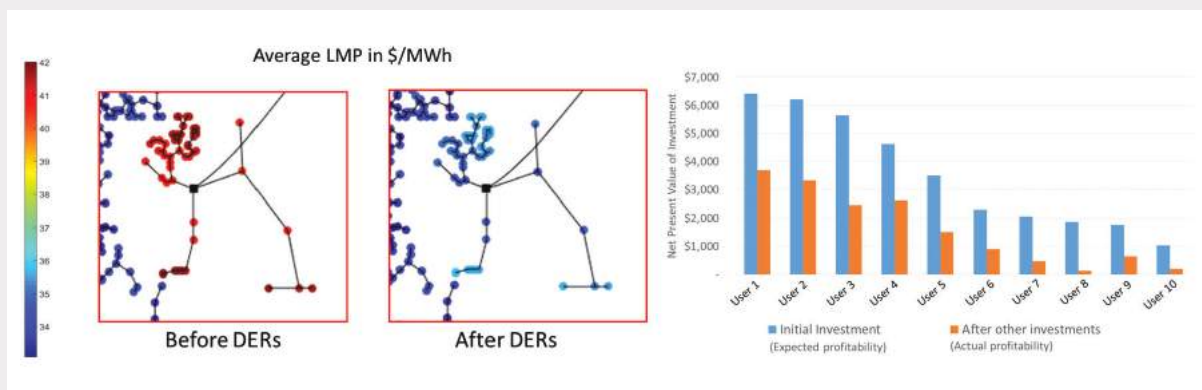 Average LMP in $/MWh
42
41
40
39
38
37
36
35
34
Before DERs
After DERs
Net Present Value of Investment
$7,000
$6,000
$5,000
$4,000
$3,000
$2,000
$1,000
-
User 1
User 2
User 3
User 4
User 5
User 6
User 7
User 8
User 9
User 10
Initial Investment
(Expected profitability)
After other investments
(Actual profitability)